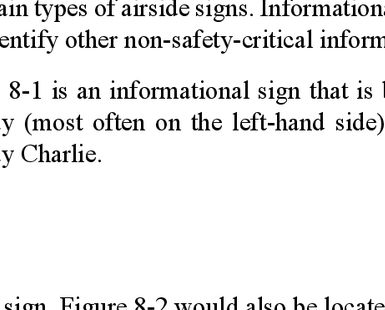 ain types of airside signs. Informationa
entify other non-safety-critical inform
8-1 is an informational sign that is b
y (most often on the left-hand side)
y Charlie.
sign. Figure 8-2 would also be locate